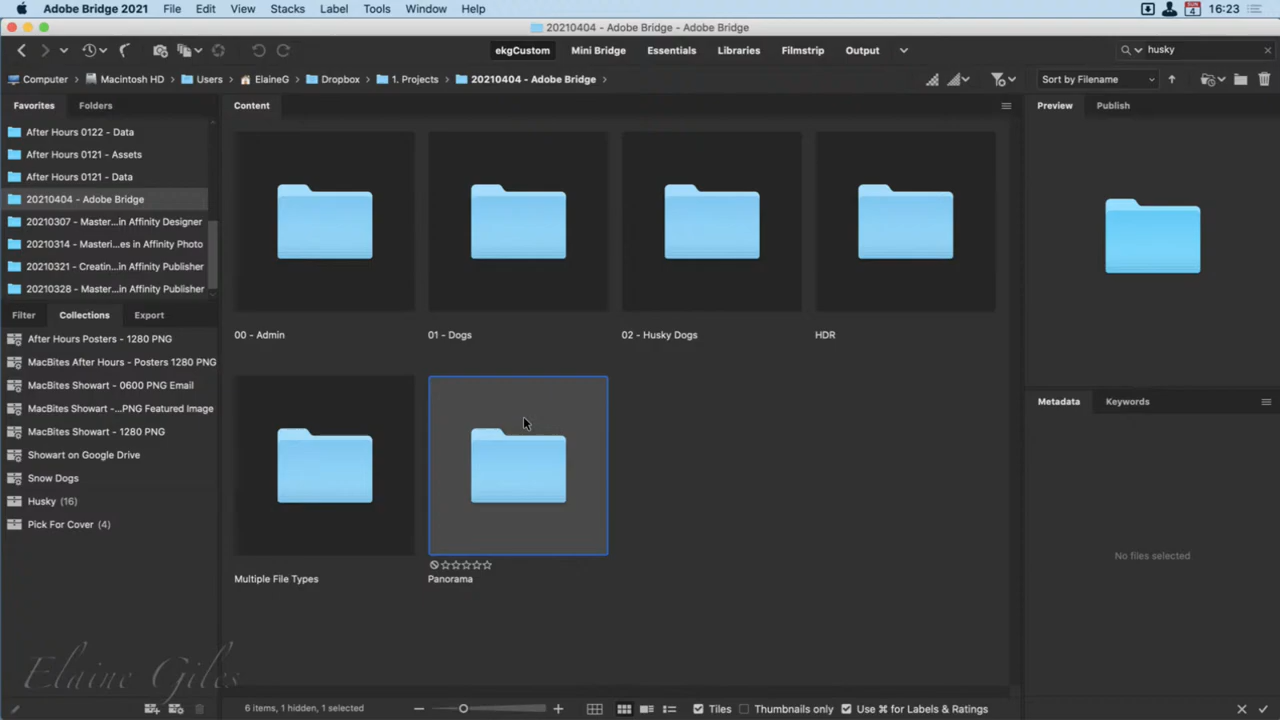 Adobe Bridge 2021 File Edit View Stacks Label Tools Window Help 4 16:23
20210404 - Adobe Bridge - Adobe Bridge
ekgCustom Mini Bridge Essentials Libraries Filmstrip Output husky
Computer Macintosh HD Users ElaineG Dropbox 1. Projects 20210404 - Adobe Bridge Sort by Filename
Favorites Folders
After Hours 0122 - Data
After Hours 0121 - Assets
After Hours 0121 - Data
20210404 - Adobe Bridge
20210307 - Master...in Affinity Designer
20210314 - Masteri...es in Affinity Photo
20210321 - Creatin...in Affinity Publisher
20210328 - Master...in Affinity Publisher
Filter Collections Export
After Hours Posters - 1280 PNG
MacBites After Hours - Posters 1280 PNG
MacBites Showart - 0600 PNG Email
MacBites Showart -...PNG Featured Image
MacBites Showart - 1280 PNG
Showart on Google Drive
Snow Dogs
Husky (16)
Pick For Cover (4)
Elaine Giles
Content
00 - Admin 01 - Dogs 02 - Husky Dogs HDR
Multiple File Types Panorama
6 items, 1 hidden, 1 selected Tiles Thumbnails only Use ⌘ for Labels & Ratings
Preview Publish
Metadata Keywords
No files selected